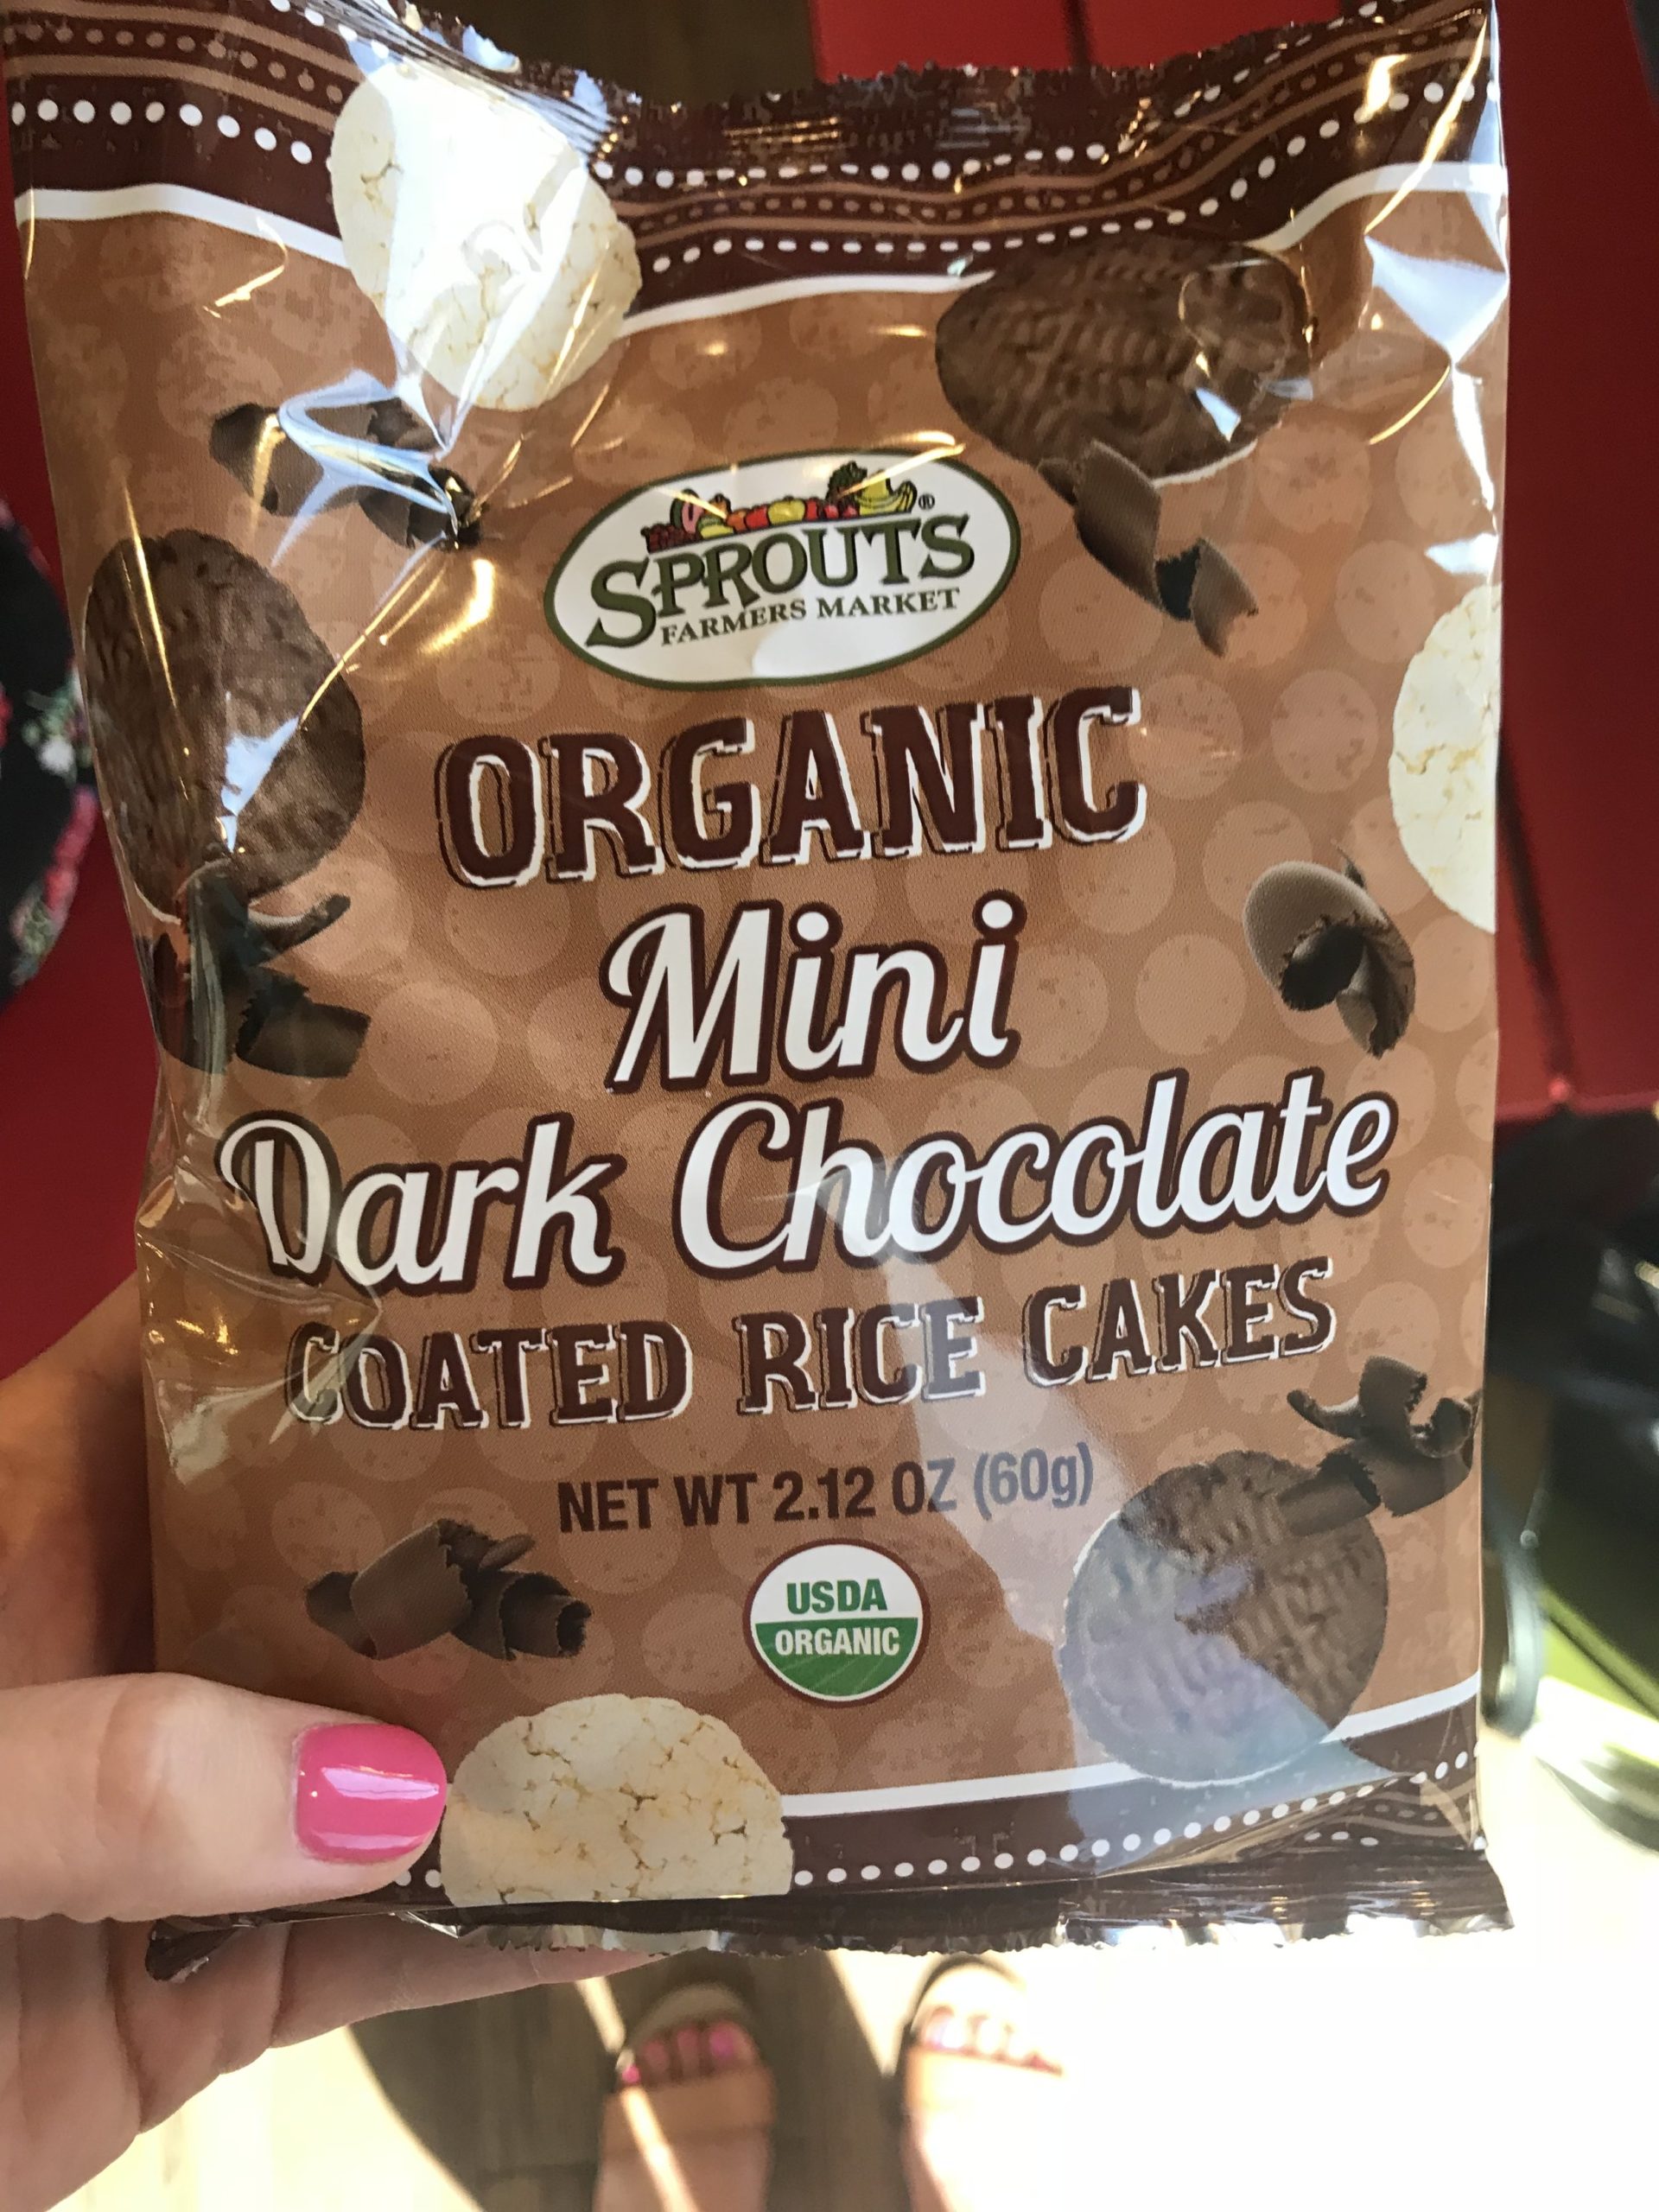 SPROUTS®
FARMERS MARKET
ORGANIC
Mini
Dark Chocolate
COATED RICE CAKES
NET WT 2.12 OZ (60g)
USDA
ORGANIC